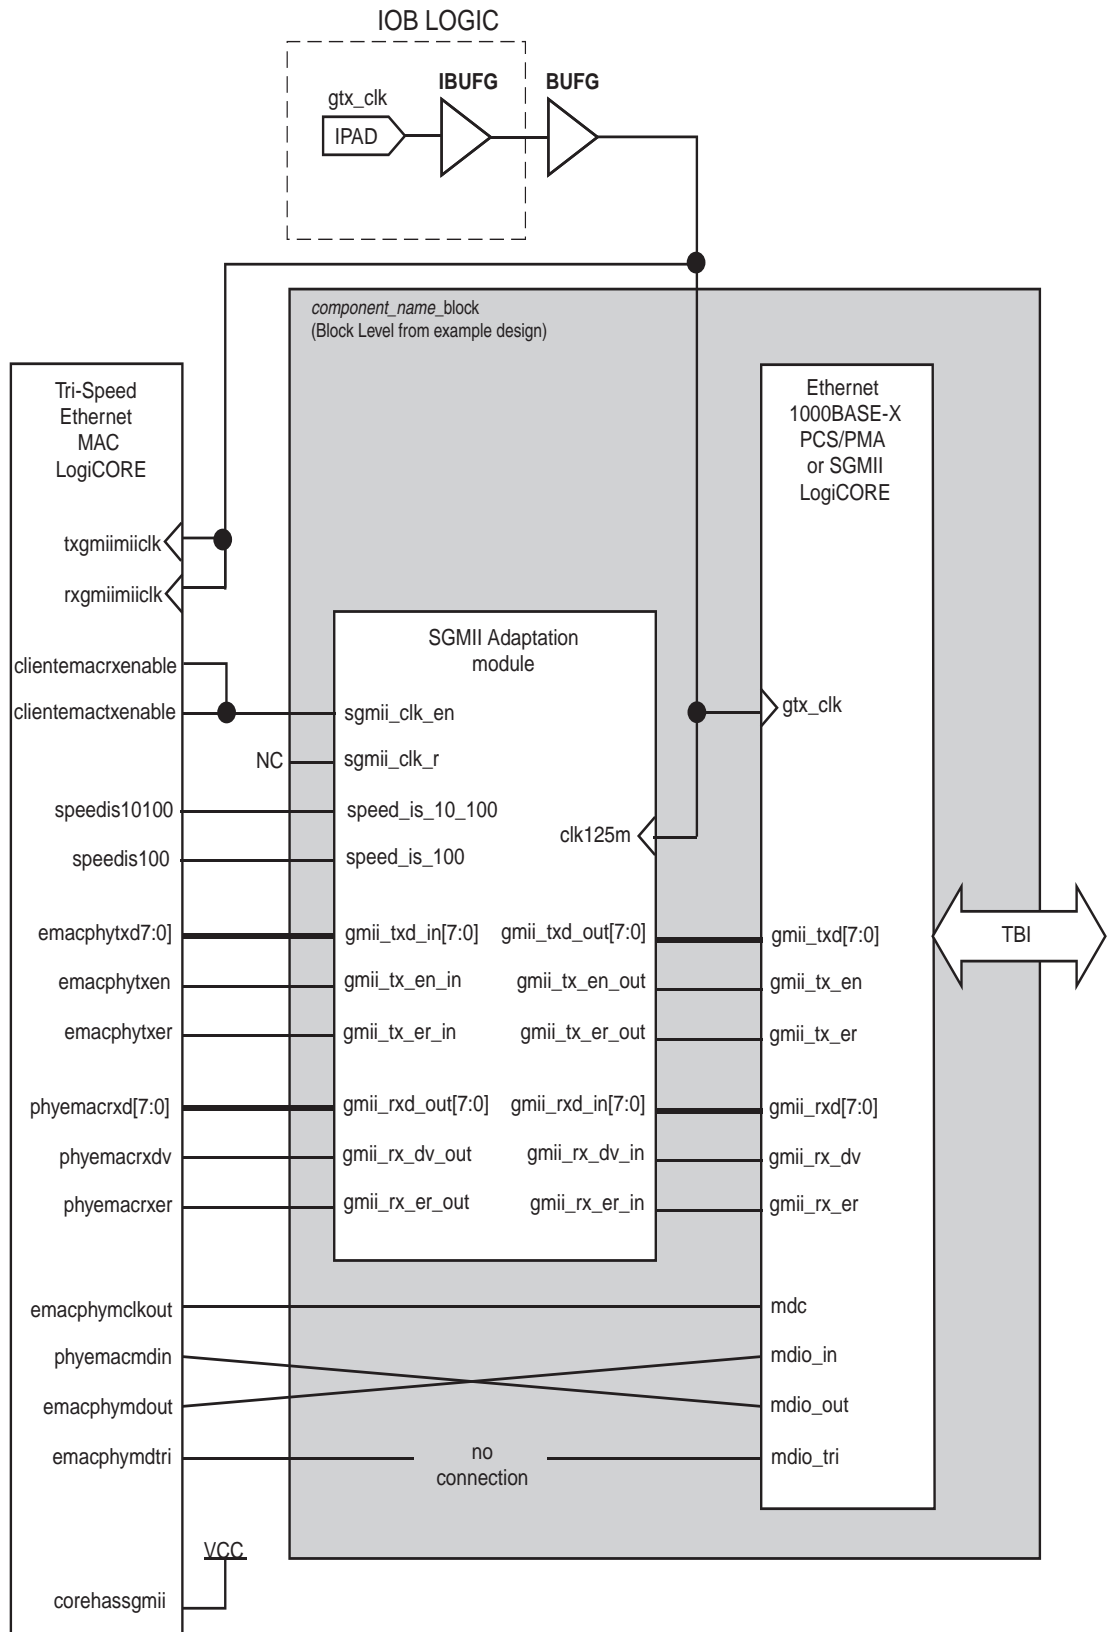 IOB LOGIC
IBUFG
BUFG
gtx_clk
IPAD
component_name_block
(Block Level from example design)
Tri-Speed
Ethernet
MAC
LogiCORE
Ethernet
1000BASE-X
PCS/PMA
or SGMII
LogiCORE
txgmiimiiclk
rxgmiimiiclk
SGMII Adaptation
module
clientemacrxenable
clientemactxenable
sgmii_clk_en
gtx_clk
NC
sgmii_clk_r
speedis10100
speed_is_10_100
clk125m
speedis100
speed_is_100
emacphytxd7:0]
gmii_txd_in[7:0]
gmii_txd_out[7:0]
gmii_txd[7:0]
TBI
emacphytxen
gmii_tx_en_in
gmii_tx_en_out
gmii_tx_en
emacphytxer
gmii_tx_er_in
gmii_tx_er_out
gmii_tx_er
phyemacrxd[7:0]
gmii_rxd_out[7:0]
gmii_rxd_in[7:0]
gmii_rxd[7:0]
phyemacrxdv
gmii_rx_dv_out
gmii_rx_dv_in
gmii_rx_dv
phyemacrxer
gmii_rx_er_out
gmii_rx_er_in
gmii_rx_er
emacphymclkout
mdc
phyemacmdin
mdio_in
emacphymdout
mdio_out
emacphymdtri
no
connection
mdio_tri
VCC
corehassgmii